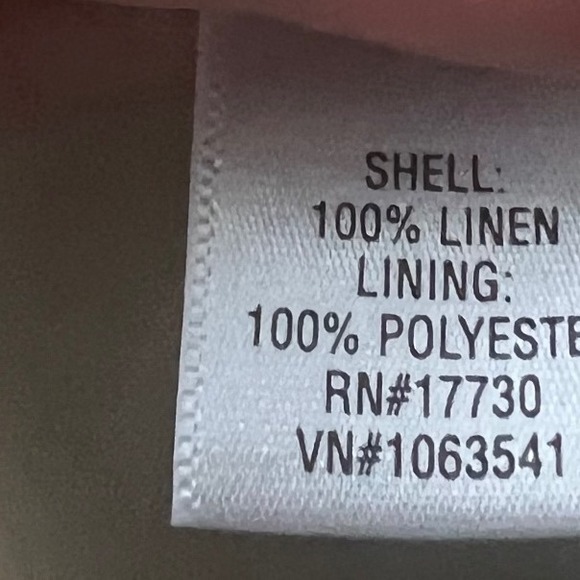 SHELL:
100% LINEN
LINING:
100% POLYESTE
RN#17730
VN#1063541